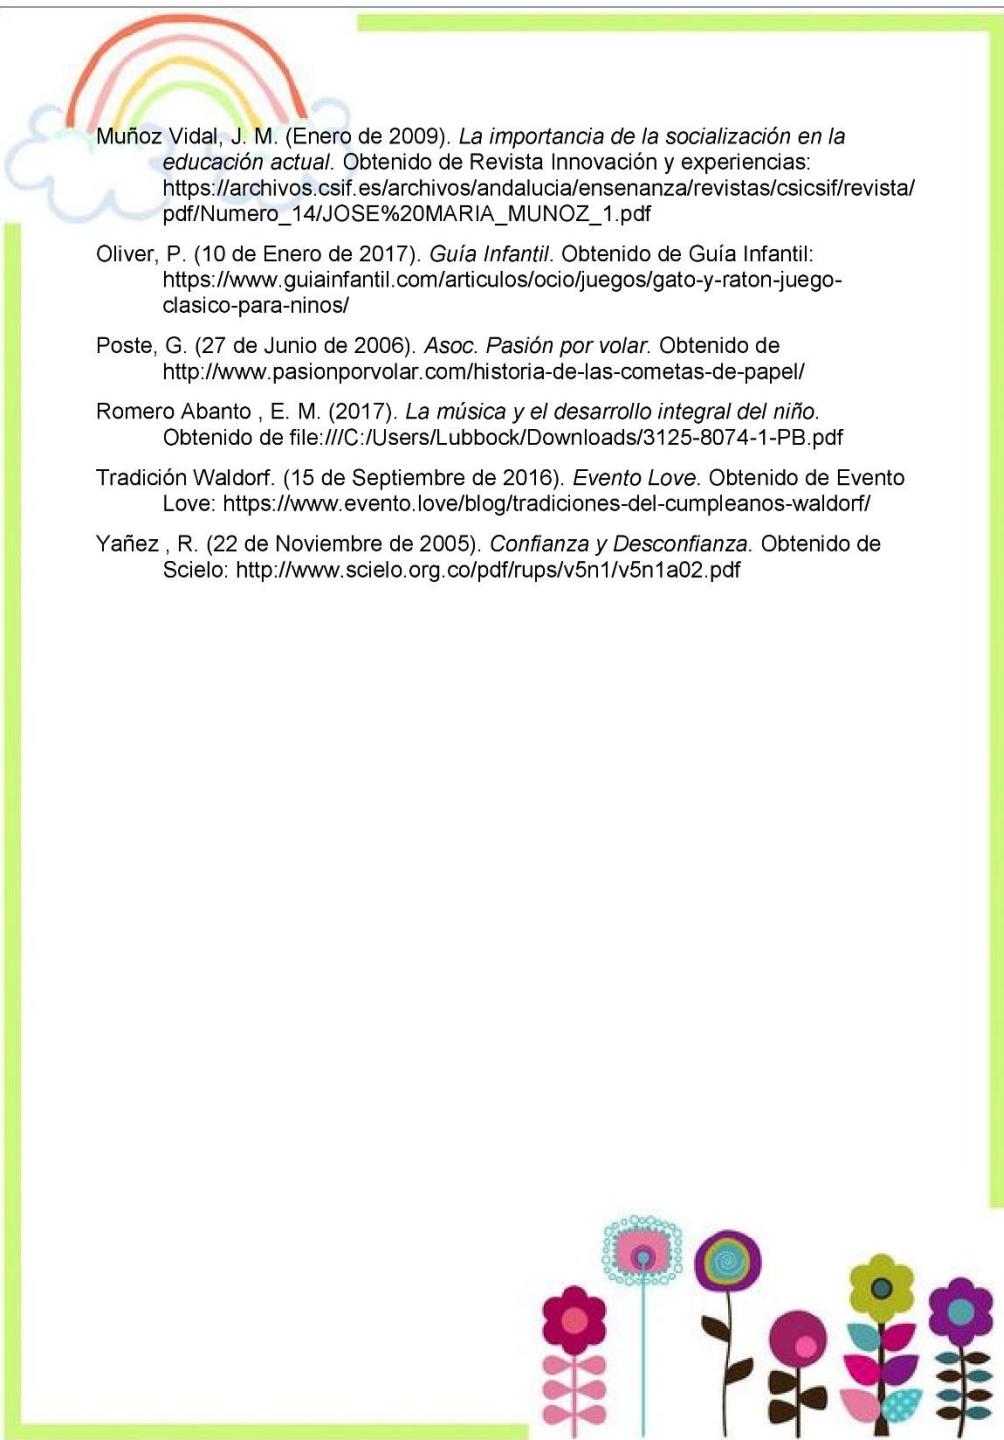 Muñoz Vidal, J. M. (Enero de 2009). La importancia de la socialización en la
educación actual. Obtenido de Revista Innovación y experiencias:
https://archivos.csif.es/archivos/andalucia/ensenanza/revistas/csicsif/revista/
pdf/Numero_14/JOSE%20MARIA_MUNOZ_1.pdf
Oliver, P. (10 de Enero de 2017). Guía Infantil. Obtenido de Guía Infantil:
https://www.guiainfantil.com/articulos/ocio/juegos/gato-y-raton-juego-
clasico-para-ninos/
Poste, G. (27 de Junio de 2006). Asoc. Pasión por volar. Obtenido de
http://www.pasionporvolar.com/historia-de-las-cometas-de-papel/
Romero Abanto , E. M. (2017). La música y el desarrollo integral del niño.
Obtenido de file:///C:/Users/Lubbock/Downloads/3125-8074-1-PB.pdf
Tradición Waldorf. (15 de Septiembre de 2016). Evento Love. Obtenido de Evento
Love: https://www.evento.love/blog/tradiciones-del-cumpleanos-waldorf/
Yañez , R. (22 de Noviembre de 2005). Confianza y Desconfianza. Obtenido de
Scielo: http://www.scielo.org.co/pdf/rups/v5n1/v5n1a02.pdf